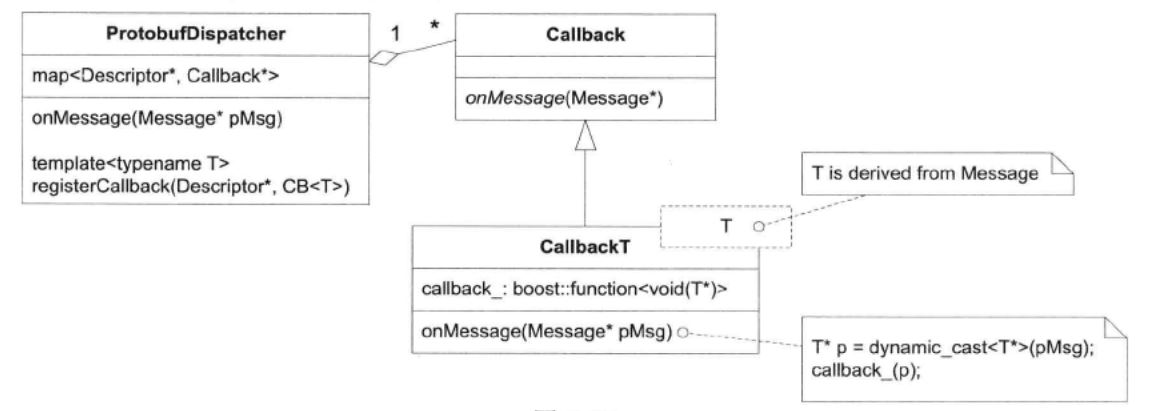 ProtobufDispatcher
map<Descriptor*, Callback*>
onMessage(Message* pMsg)
template<typename T>
registerCallback(Descriptor*, CB<T>)
1
*
Callback
onMessage(Message*)
T is derived from Message
T
CallbackT
callback_: boost::function<void(T*)>
onMessage(Message* pMsg)
T* p = dynamic_cast<T*>(pMsg);
callback_(p);